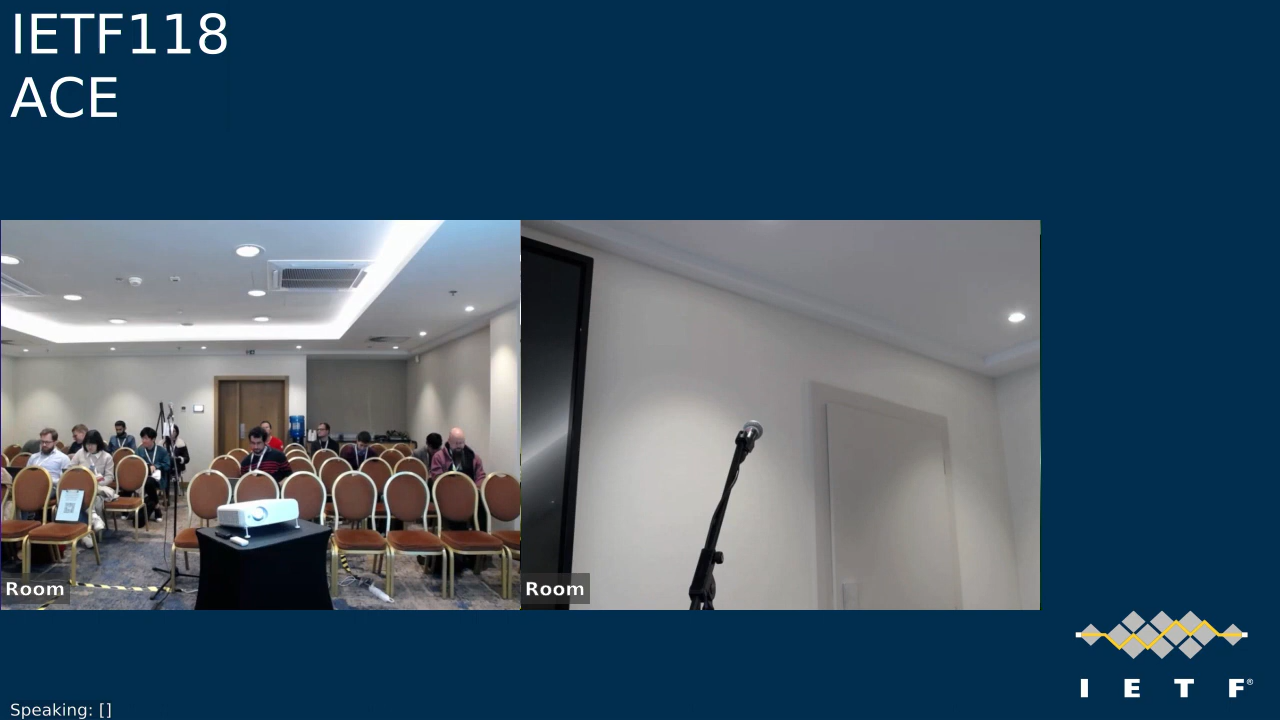 IETF118
ACE
Room
Room
I E T F®
Speaking: []